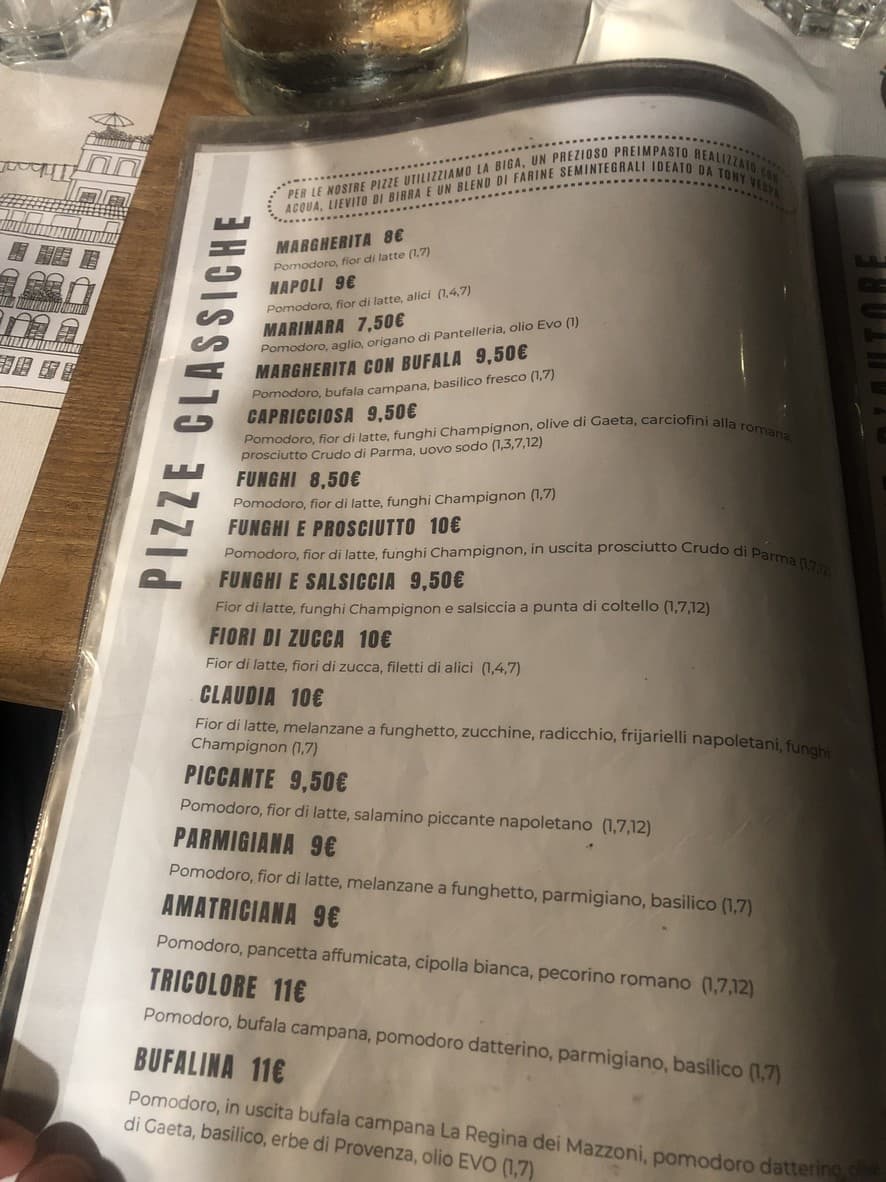 PER LE NOSTRE PIZZE UTILIZZIAMO LA BIGA, UN PREZIOSO PREIMPASTO REALIZZATO CON
ACQUA, LIEVITO DI BIRRA E UN BLEND DI FARINE SEMINTEGRALI IDEATO DA TONY VESPA
PIZZE CLASSICHE
MARGHERITA 8€
Pomodoro, fior di latte (1,7)
NAPOLI 9€
Pomodoro, fior di latte, alici (1,4,7)
MARINARA 7,50€
Pomodoro, aglio, origano di Pantelleria, olio Evo (1)
MARGHERITA CON BUFALA 9,50€
Pomodoro, bufala campana, basilico fresco (1,7)
CAPRICCIOSA 9,50€
Pomodoro, fior di latte, funghi Champignon, olive di Gaeta, carciofini alla romana,
prosciutto Crudo di Parma, uovo sodo (1,3,7,12)
FUNGHI 8,50€
Pomodoro, fior di latte, funghi Champignon (1,7)
FUNGHI E PROSCIUTTO 10€
Pomodoro, fior di latte, funghi Champignon, in uscita prosciutto Crudo di Parma (1,7,12)
FUNGHI E SALSICCIA 9,50€
Fior di latte, funghi Champignon e salsiccia a punta di coltello (1,7,12)
FIORI DI ZUCCA 10€
Fior di latte, fiori di zucca, filetti di alici (1,4,7)
CLAUDIA 10€
Fior di latte, melanzane a funghetto, zucchine, radicchio, frijarielli napoletani, funghi
Champignon (1,7)
PICCANTE 9,50€
Pomodoro, fior di latte, salamino piccante napoletano (1,7,12)
PARMIGIANA 9€
Pomodoro, fior di latte, melanzane a funghetto, parmigiano, basilico (1,7)
AMATRICIANA 9€
Pomodoro, pancetta affumicata, cipolla bianca, pecorino romano (1,7,12)
TRICOLORE 11€
Pomodoro, bufala campana, pomodoro datterino, parmigiano, basilico (1,7)
BUFALINA 11€
Pomodoro, in uscita bufala campana La Regina dei Mazzoni, pomodoro datterino,
di Gaeta, basilico, erbe di Provenza, olio EVO (1,7)